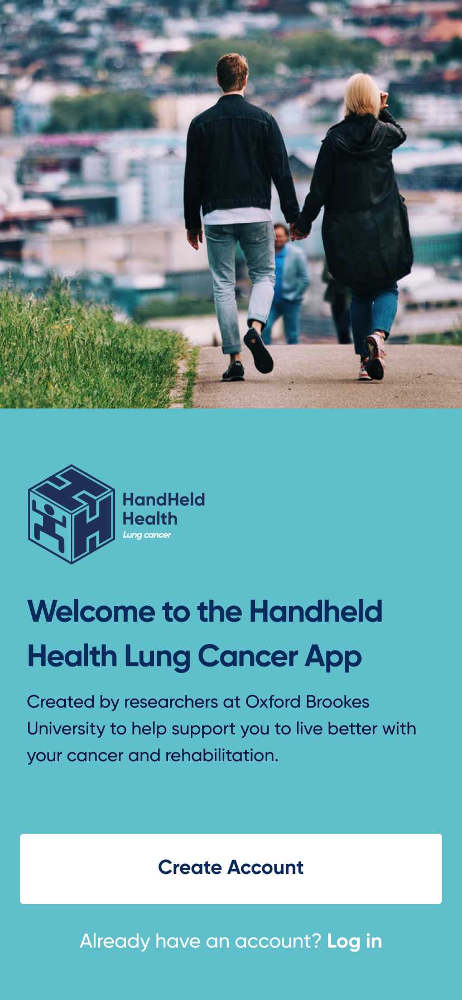 HandHeld
Health
Lung cancer
Welcome to the Handheld
Health Lung Cancer App
Created by researchers at Oxford Brookes
University to help support you to live better with
your cancer and rehabilitation.
Create Account
Already have an account? Log in